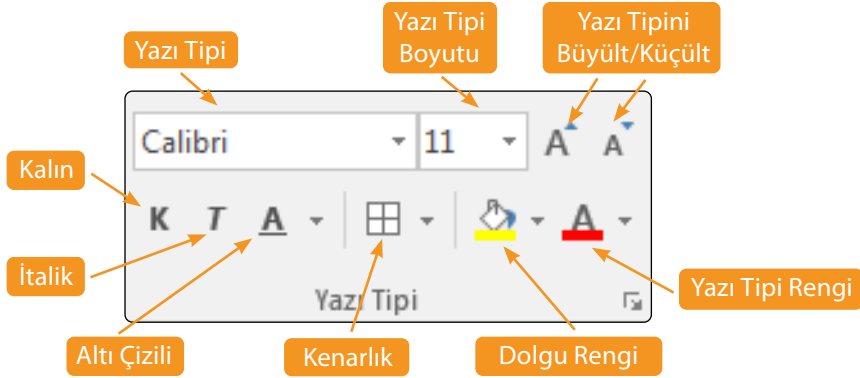 Yazı Tipi
Yazı Tipi
Boyutu
Yazı Tipini
Büyült/Küçült
Calibri
11
A
A
Kalın
K
T
A
A
İtalik
Yazı Tipi
Yazı Tipi Rengi
Altı Çizili
Kenarlık
Dolgu Rengi